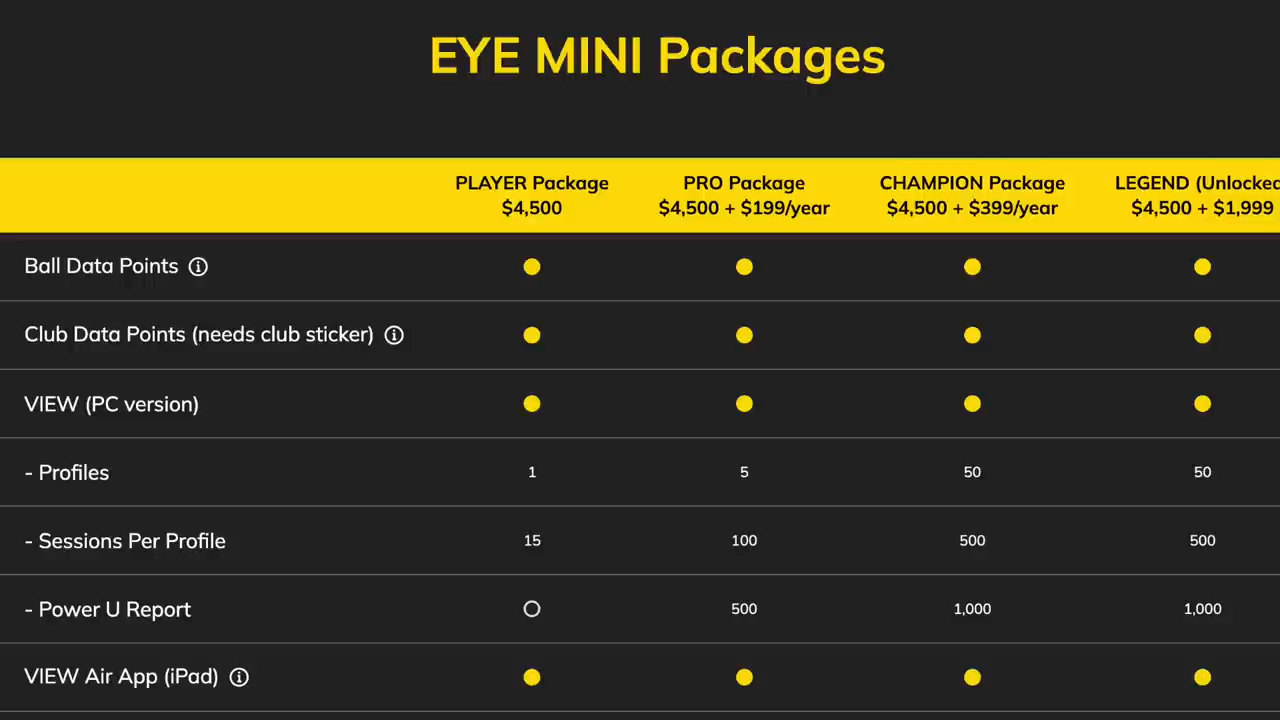 EYE MINI Packages
PLAYER Package PRO Package CHAMPION Package LEGEND (Unlocked
$4,500 $4,500 + $199/year $4,500 + $399/year $4,500 + $1,999
Ball Data Points
Club Data Points (needs club sticker)
VIEW (PC version)
- Profiles 1 5 50 50
- Sessions Per Profile 15 100 500 500
- Power U Report 500 1,000 1,000
VIEW Air App (iPad)